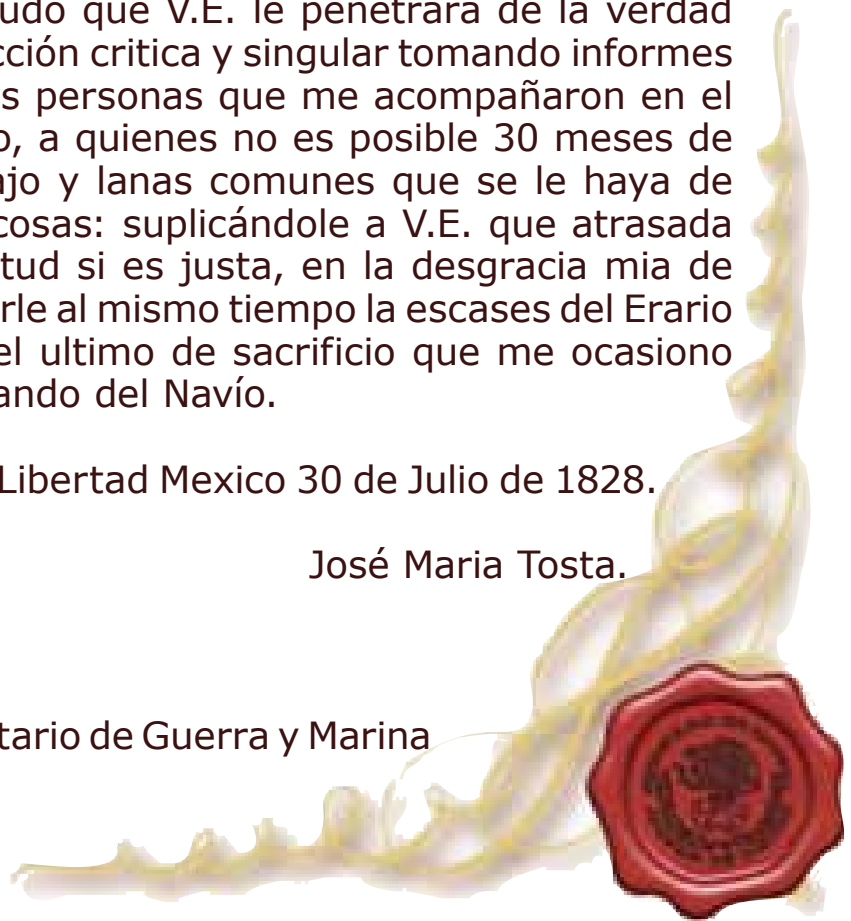 udo que V.E. le penetrara de la verdad
cción critica y singular tomando informes
s personas que me acompañaron en el
o, a quienes no es posible 30 meses de
ajo y lanas comunes que se le haya de
cosas: suplicándole a V.E. que atrasada
tud si es justa, en la desgracia mia de
rle al mismo tiempo la escases del Erario
el ultimo de sacrificio que me ocasiono
ando del Navío.
Libertad Mexico 30 de Julio de 1828.
José Maria Tosta.
tario de Guerra y Marina